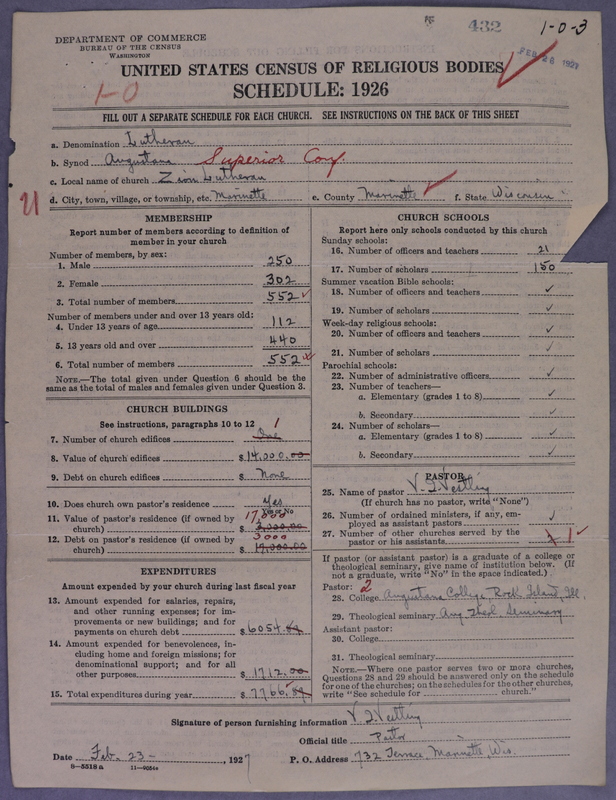 432
1-0-3
DEPARTMENT OF COMMERCE
BUREAU OF THE CENSUS
WASHINGTON
FEB 28 1927
UNITED STATES CENSUS OF RELIGIOUS BODIES
1-0
SCHEDULE: 1926
FILL OUT A SEPARATE SCHEDULE FOR EACH CHURCH. SEE INSTRUCTIONS ON THE BACK OF THIS SHEET
a. Denomination Lutheran
b. Synod Augustana Superior Conf.
c. Local name of church Zion Lutheran
U
d. City, town, village, or township, etc. Marinette e. County Marinette f. State Wisconsin
MEMBERSHIP
Report number of members according to definition of member in your church
Number of members, by sex:
1. Male 250
2. Female 302
3. Total number of members 552
Number of members under and over 13 years old:
4. Under 13 years of age 112
5. 13 years old and over 440
6. Total number of members 552
NOTE.—The total given under Question 6 should be the same as the total of males and females given under Question 3.
CHURCH BUILDINGS
See instructions, paragraphs 10 to 12
7. Number of church edifices One 1
8. Value of church edifices $14,000.00
9. Debt on church edifices $ None
10. Does church own pastor's residence Yes
Yes or No
11. Value of pastor's residence (if owned by church) $ 17,000
12. Debt on pastor's residence (if owned by church) $ 3000
EXPENDITURES
Amount expended by your church during last fiscal year
13. Amount expended for salaries, repairs, and other running expenses; for improvements or new buildings; and for payments on church debt $6054
14. Amount expended for benevolences, including home and foreign missions; for denominational support; and for all other purposes $1712.00
15. Total expenditures during year $7766
CHURCH SCHOOLS
Report here only schools conducted by this church
Sunday schools:
16. Number of officers and teachers 21
17. Number of scholars 150
Summer vacation Bible schools:
18. Number of officers and teachers ✓
19. Number of scholars ✓
Week-day religious schools:
20. Number of officers and teachers ✓
21. Number of scholars ✓
Parochial schools:
22. Number of administrative officers ✓
23. Number of teachers—
a. Elementary (grades 1 to 8) ✓
b. Secondary ✓
24. Number of scholars—
a. Elementary (grades 1 to 8) ✓
b. Secondary ✓
PASTOR
25. Name of pastor V. J. Vestling
(If church has no pastor, write "None")
26. Number of ordained ministers, if any, employed as assistant pastors ✓
27. Number of other churches served by the pastor or his assistants 1
If pastor (or assistant pastor) is a graduate of a college or theological seminary, give name of institution below. (If not a graduate, write "No" in the space indicated.)
Pastor: 2
28. College Augustana College Rock Island, Ill.
29. Theological seminary Aug. Theol. Seminary
Assistant pastor:
30. College
31. Theological seminary
NOTE.—Where one pastor serves two or more churches, Questions 28 and 29 should be answered only on the schedule for one of the churches; on the schedules for the other churches, write "See schedule for church."
Signature of person furnishing information V. J. Vestling
Official title Pastor
Date Feb. 23 -, 1927 P. O. Address 732 Terrace, Marinette, Wis.
8—5518 a